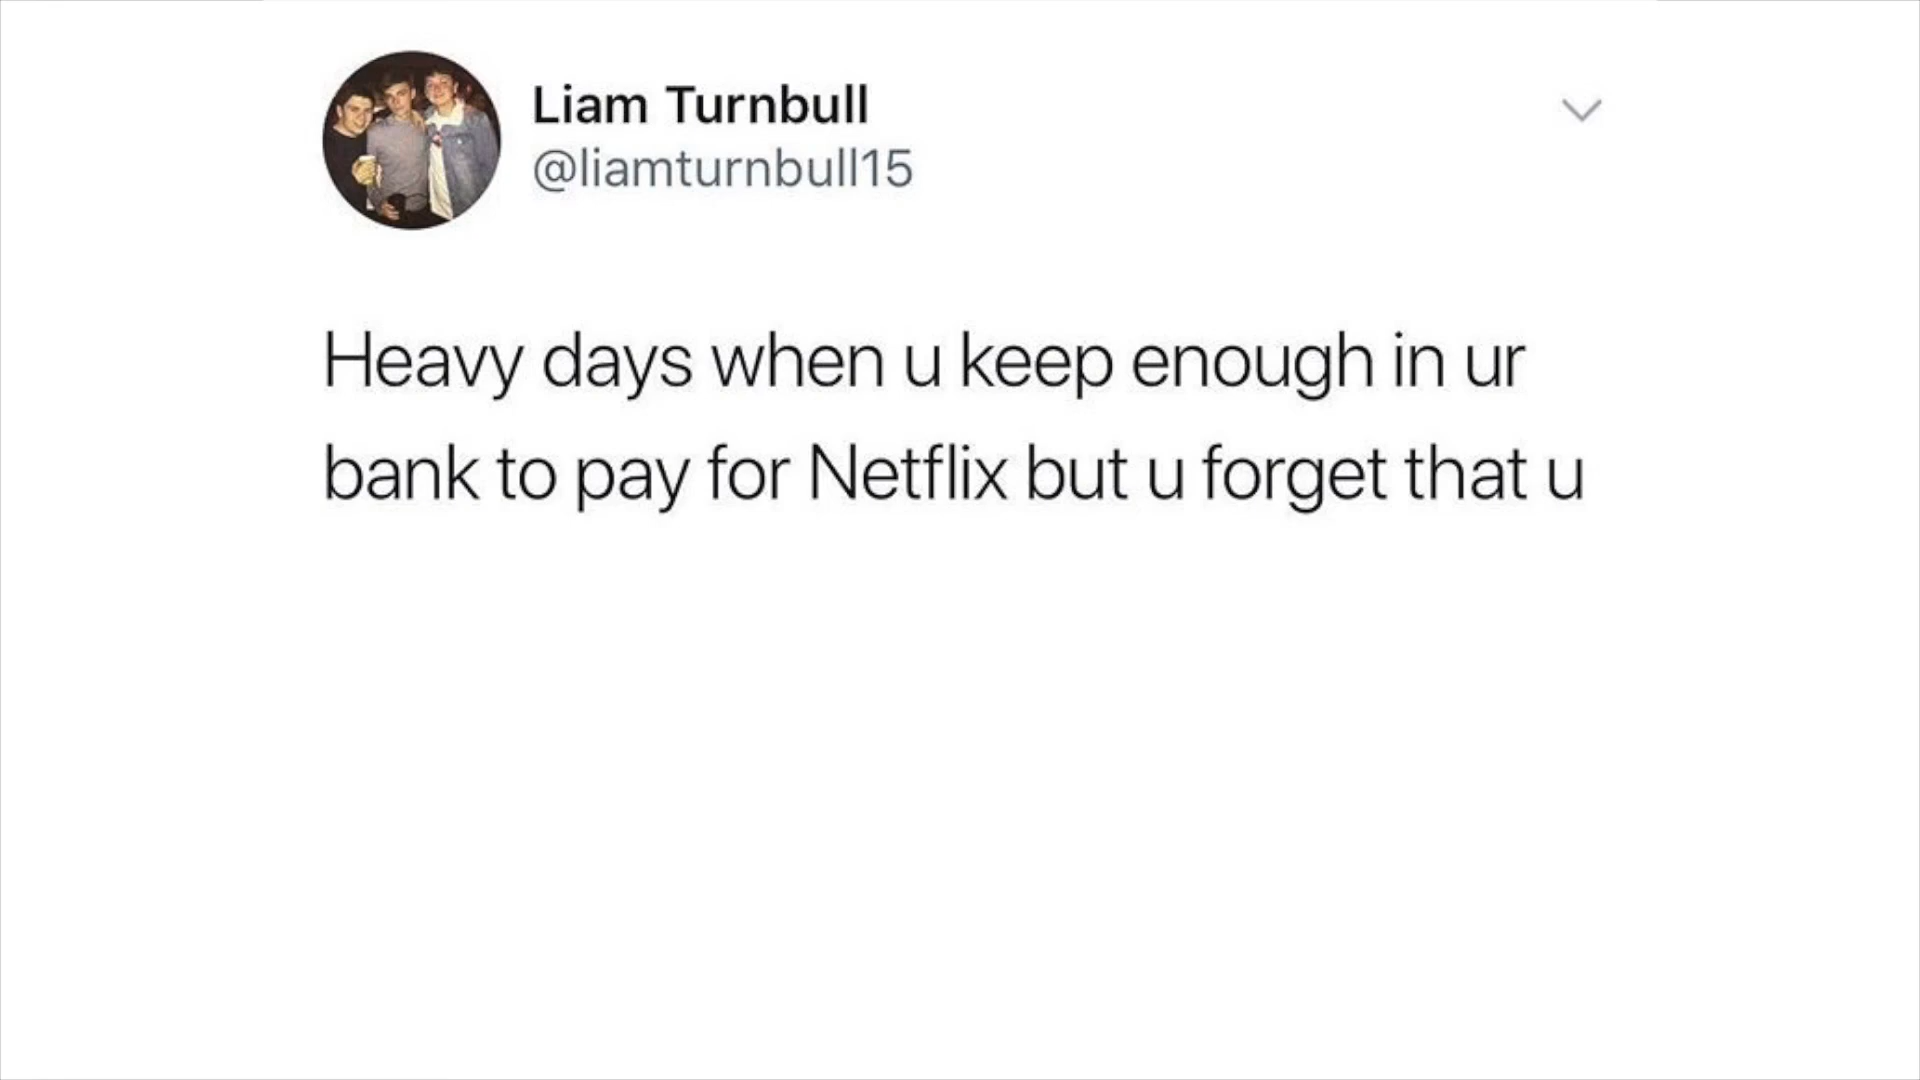 Liam Turnbull
@liamturnbull15
Heavy days when u keep enough in ur
bank to pay for Netflix but u forget that u